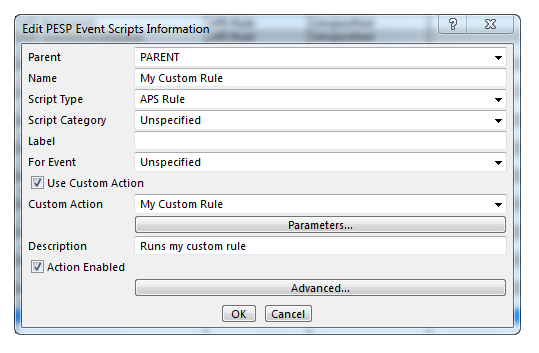 Edit PESP Event Scripts Information
Parent PARENT
Name My Custom Rule
Script Type APS Rule
Script Category Unspecified
Label
For Event Unspecified
Use Custom Action
Custom Action My Custom Rule
Parameters...
Description Runs my custom rule
Action Enabled
Advanced...
OK Cancel